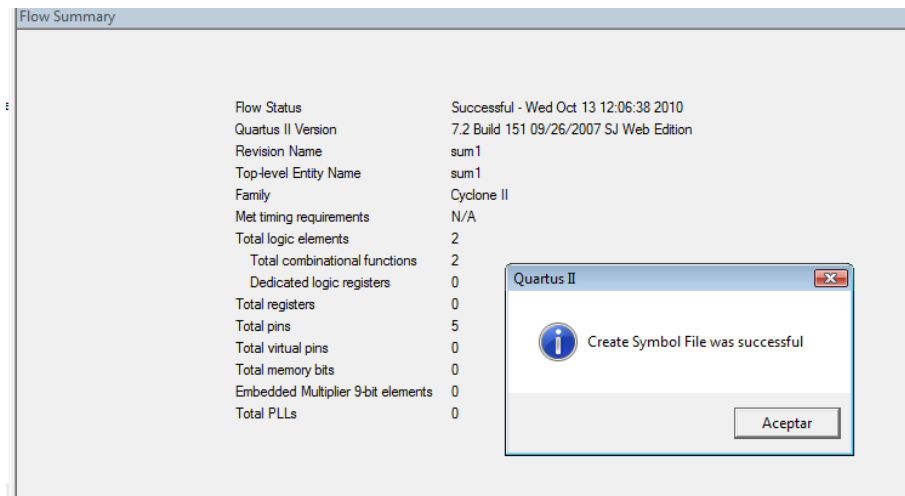 Flow Summary
Flow Status Successful - Wed Oct 13 12:06:38 2010
Quartus II Version 7.2 Build 151 09/26/2007 SJ Web Edition
Revision Name sum1
Top-level Entity Name sum1
Family Cyclone II
Met timing requirements N/A
Total logic elements 2
Total combinational functions 2
Dedicated logic registers 0
Total registers 0
Total pins 5
Total virtual pins 0
Total memory bits 0
Embedded Multiplier 9-bit elements 0
Total PLLs 0
Quartus II
Create Symbol File was successful
Aceptar